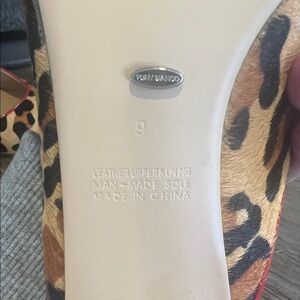 TONY BIANCO
9
LEATHER UPPER & LINING
MAN-MADE SOLE
MADE IN CHINA